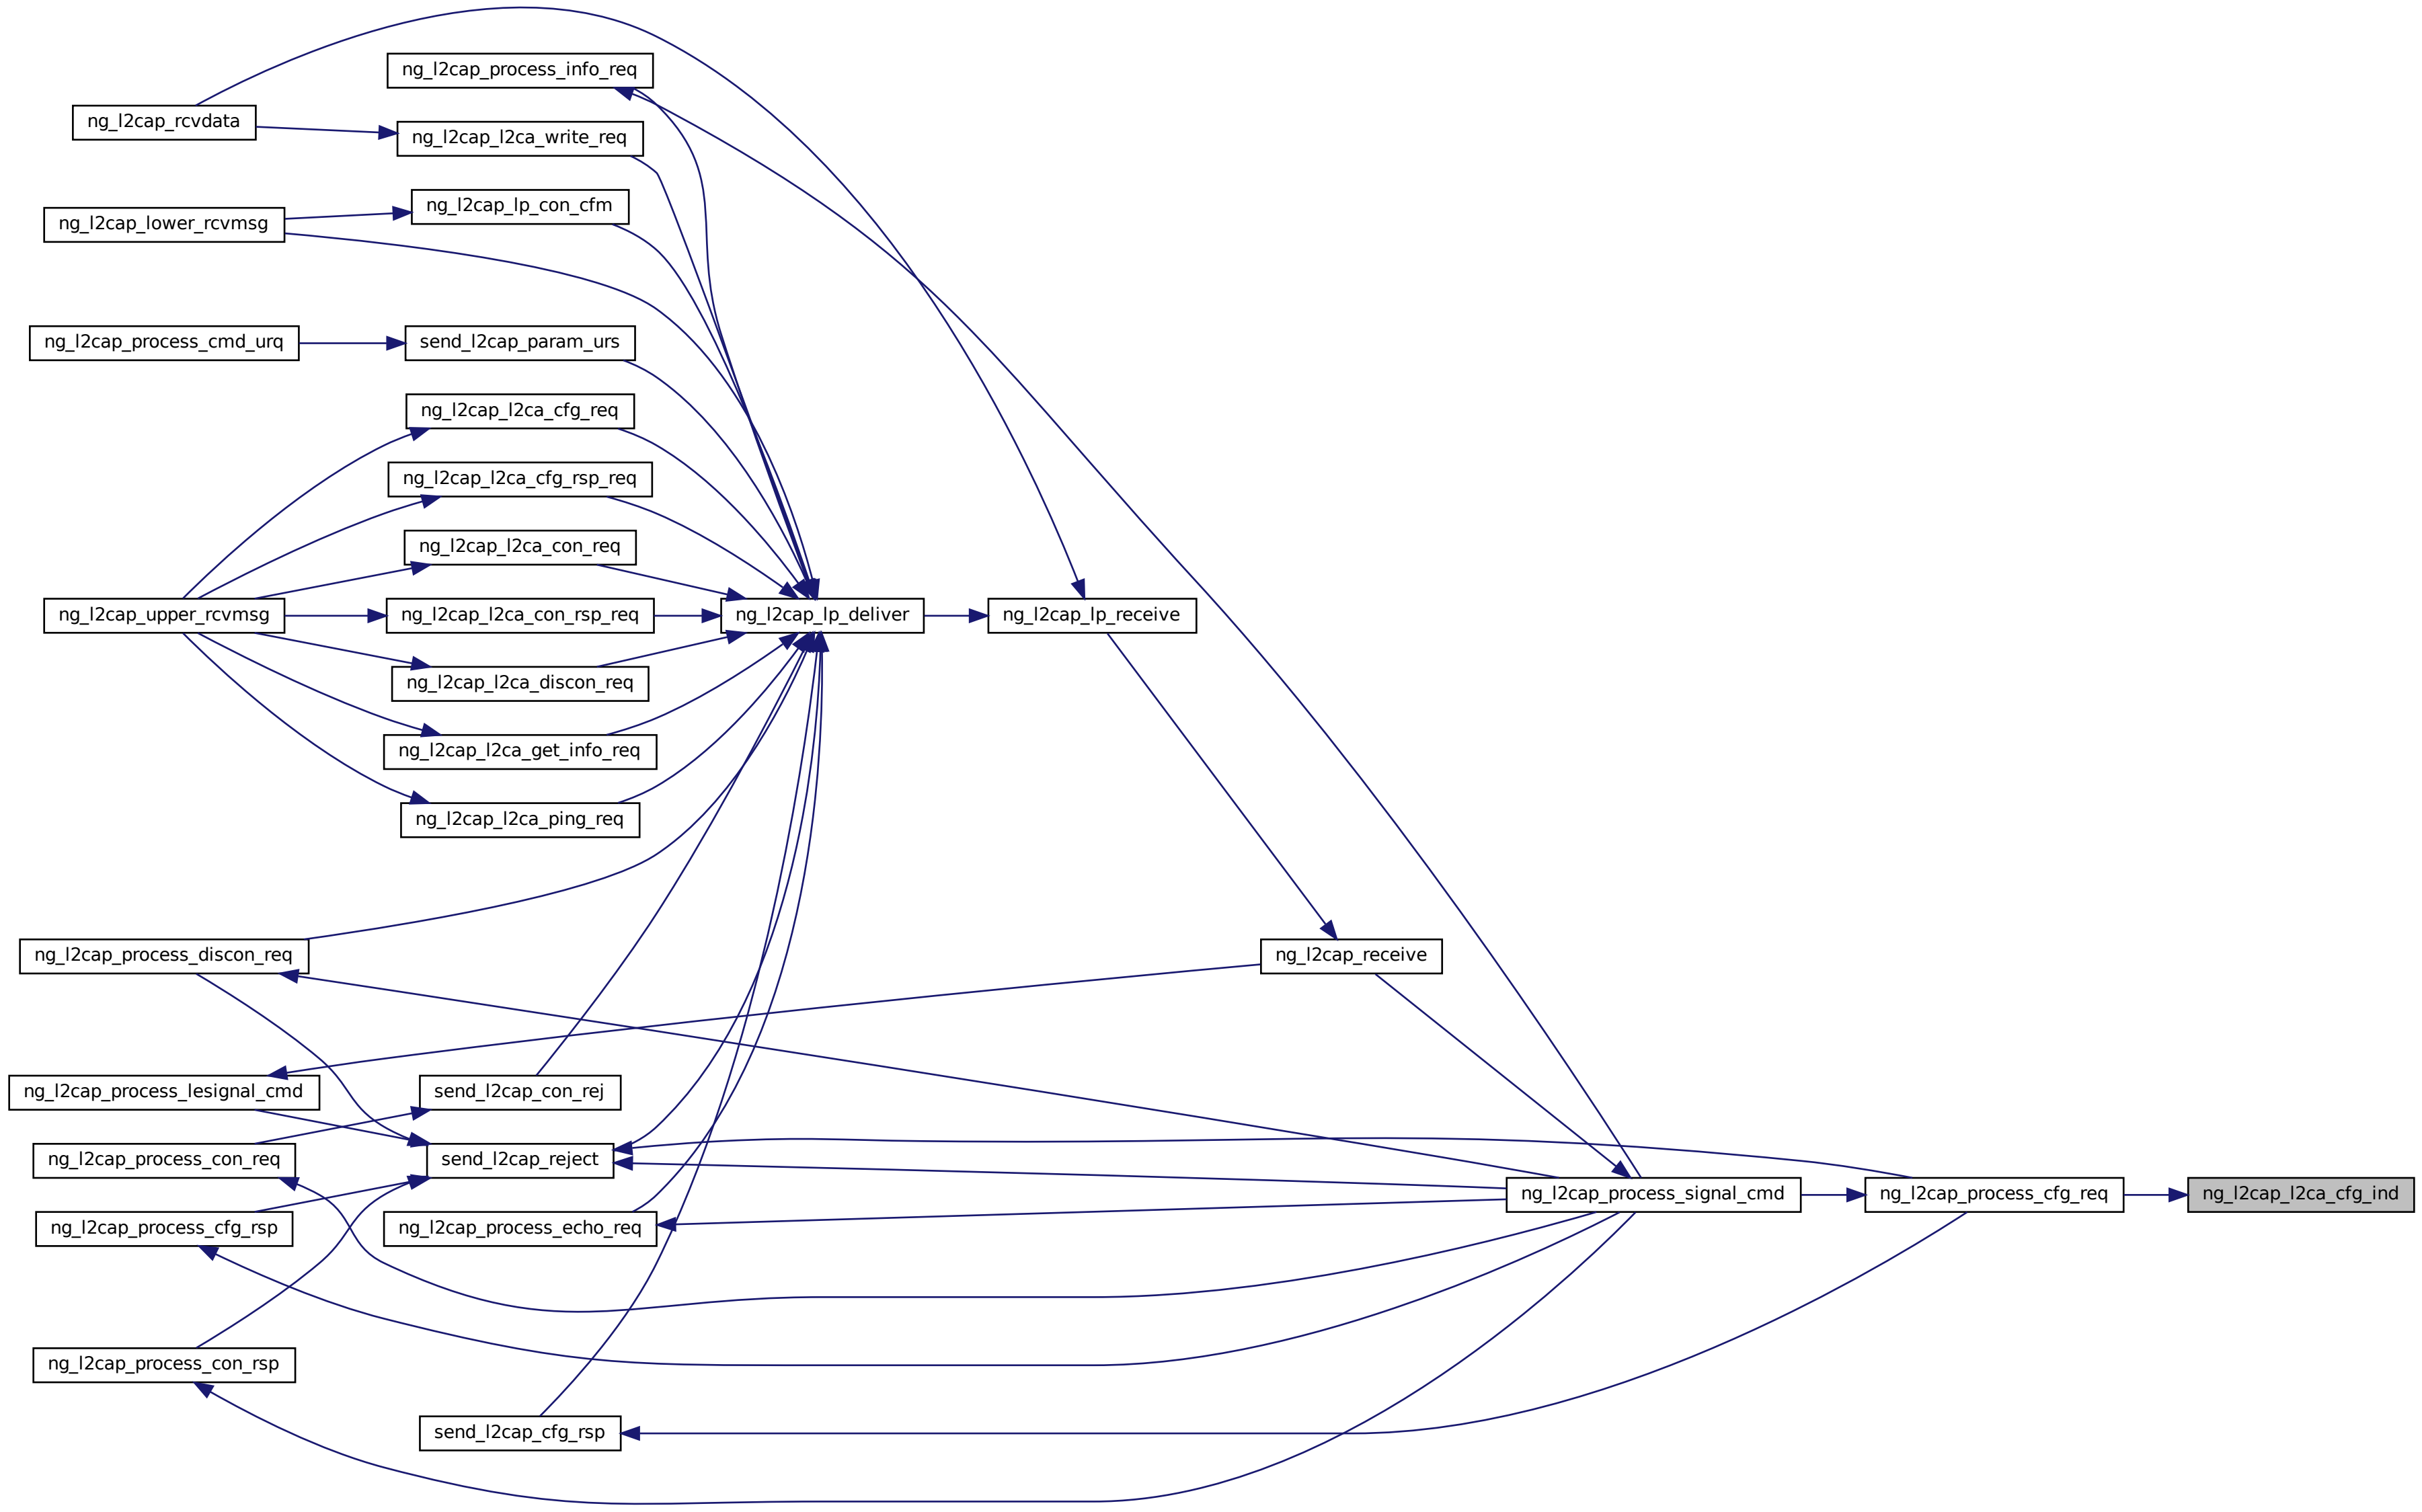 ng_l2cap_process_info_req
ng_l2cap_rcvdata
ng_l2cap_l2ca_write_req
ng_l2cap_lp_con_cfm
ng_l2cap_lower_rcvmsg
ng_l2cap_process_cmd_urq
send_l2cap_param_urs
ng_l2cap_l2ca_cfg_req
ng_l2cap_l2ca_cfg_rsp_req
ng_l2cap_l2ca_con_req
ng_l2cap_upper_rcvmsg
ng_l2cap_l2ca_con_rsp_req
ng_l2cap_lp_deliver
ng_l2cap_lp_receive
ng_l2cap_l2ca_discon_req
ng_l2cap_l2ca_get_info_req
ng_l2cap_l2ca_ping_req
ng_l2cap_process_discon_req
ng_l2cap_receive
ng_l2cap_process_lesignal_cmd
send_l2cap_con_rej
ng_l2cap_process_con_req
send_l2cap_reject
ng_l2cap_process_signal_cmd
ng_l2cap_process_cfg_req
ng_l2cap_l2ca_cfg_ind
ng_l2cap_process_cfg_rsp
ng_l2cap_process_echo_req
ng_l2cap_process_con_rsp
send_l2cap_cfg_rsp